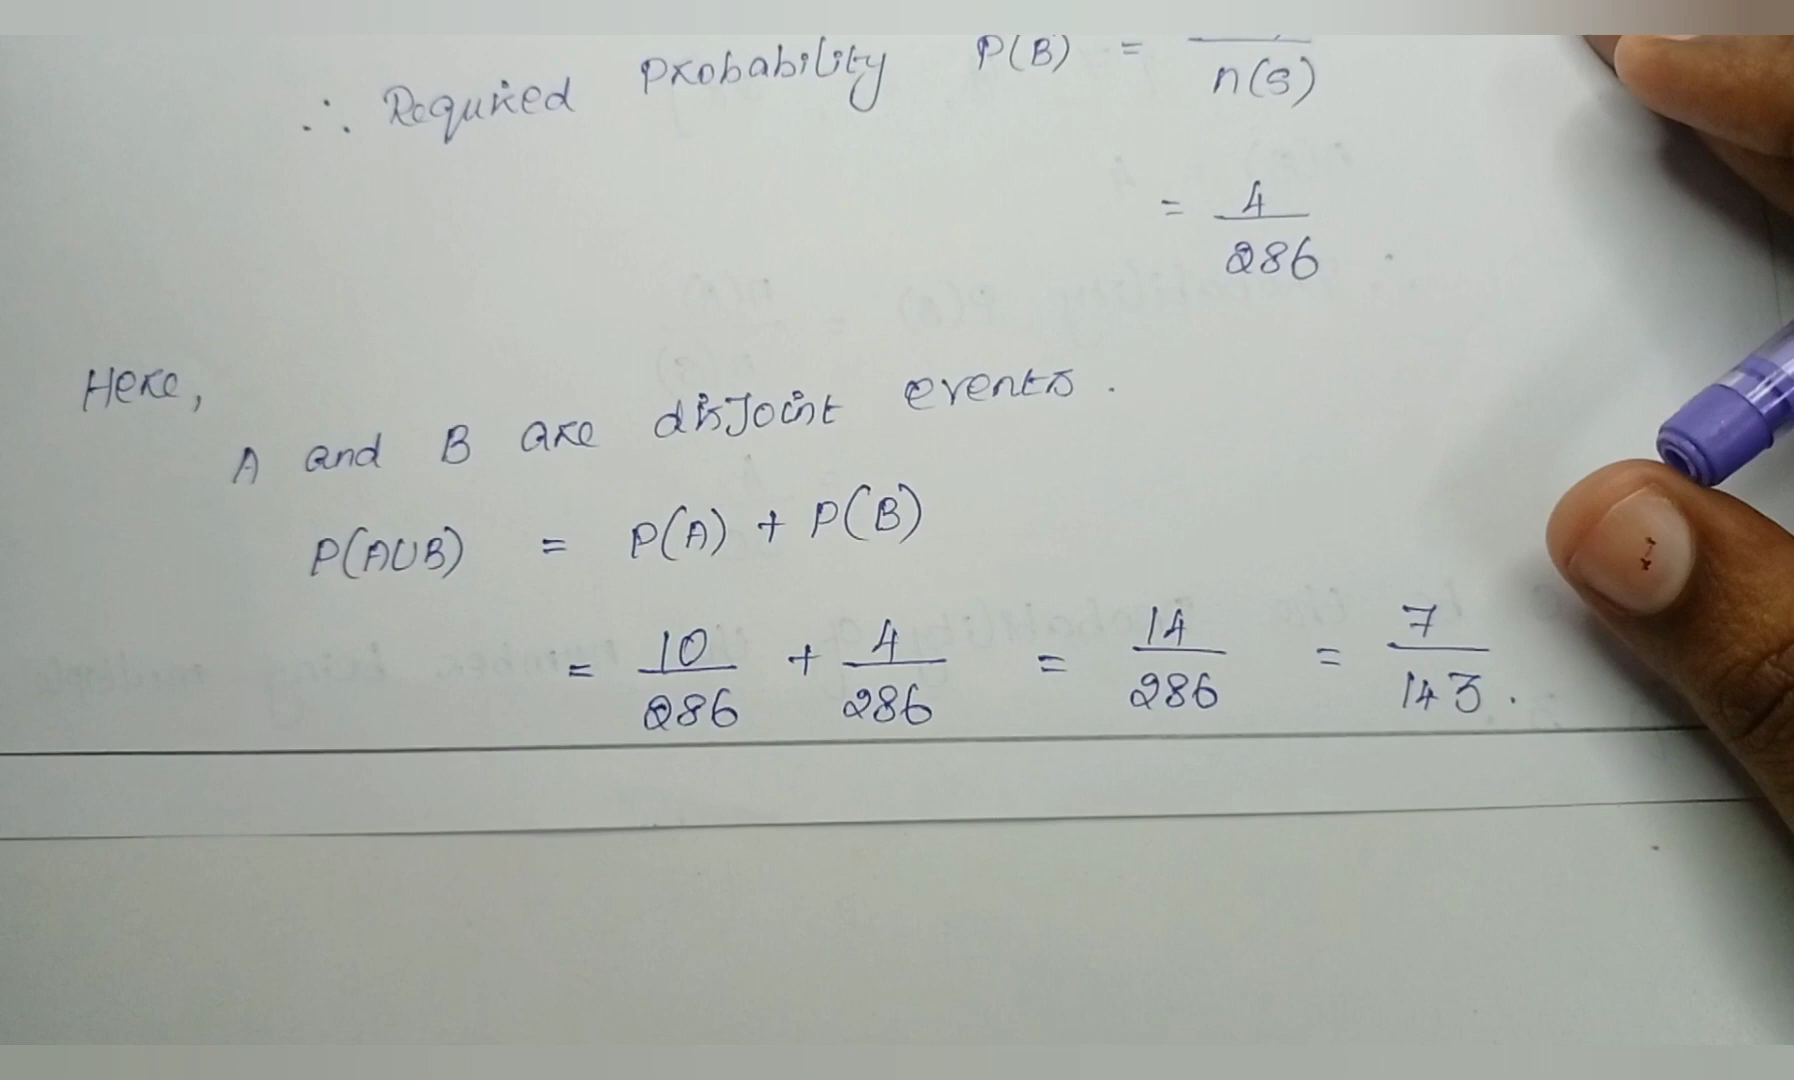 ∴ Required Probability P(B) = n(S)
= 4/286
Here,
A and B are disjoint events.
P(A∪B) = P(A) + P(B)
= 10/286 + 4/286 = 14/286 = 7/143.